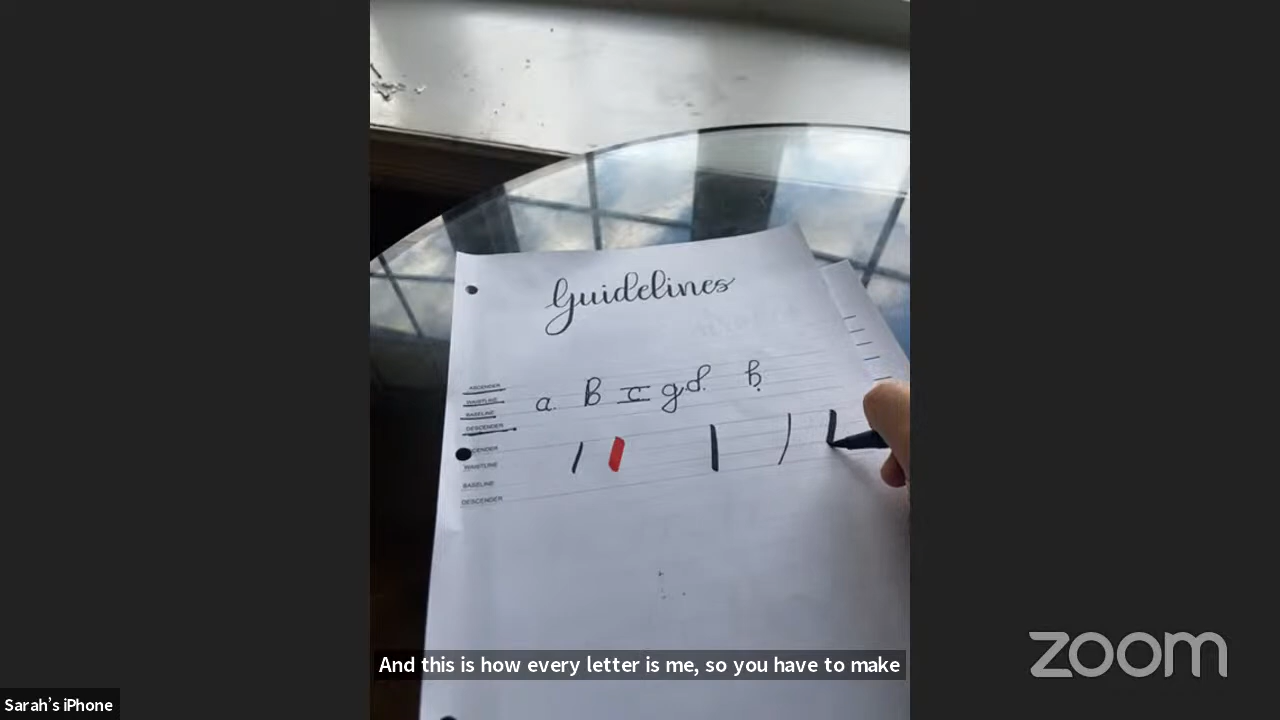 Guidelines
ASCENDER
WAISTLINE
BASELINE
DESCENDER
a B c g d. b
ASCENDER
WAISTLINE
BASELINE
DESCENDER
And this is how every letter is me, so you have to make
zoom
Sarah's iPhone